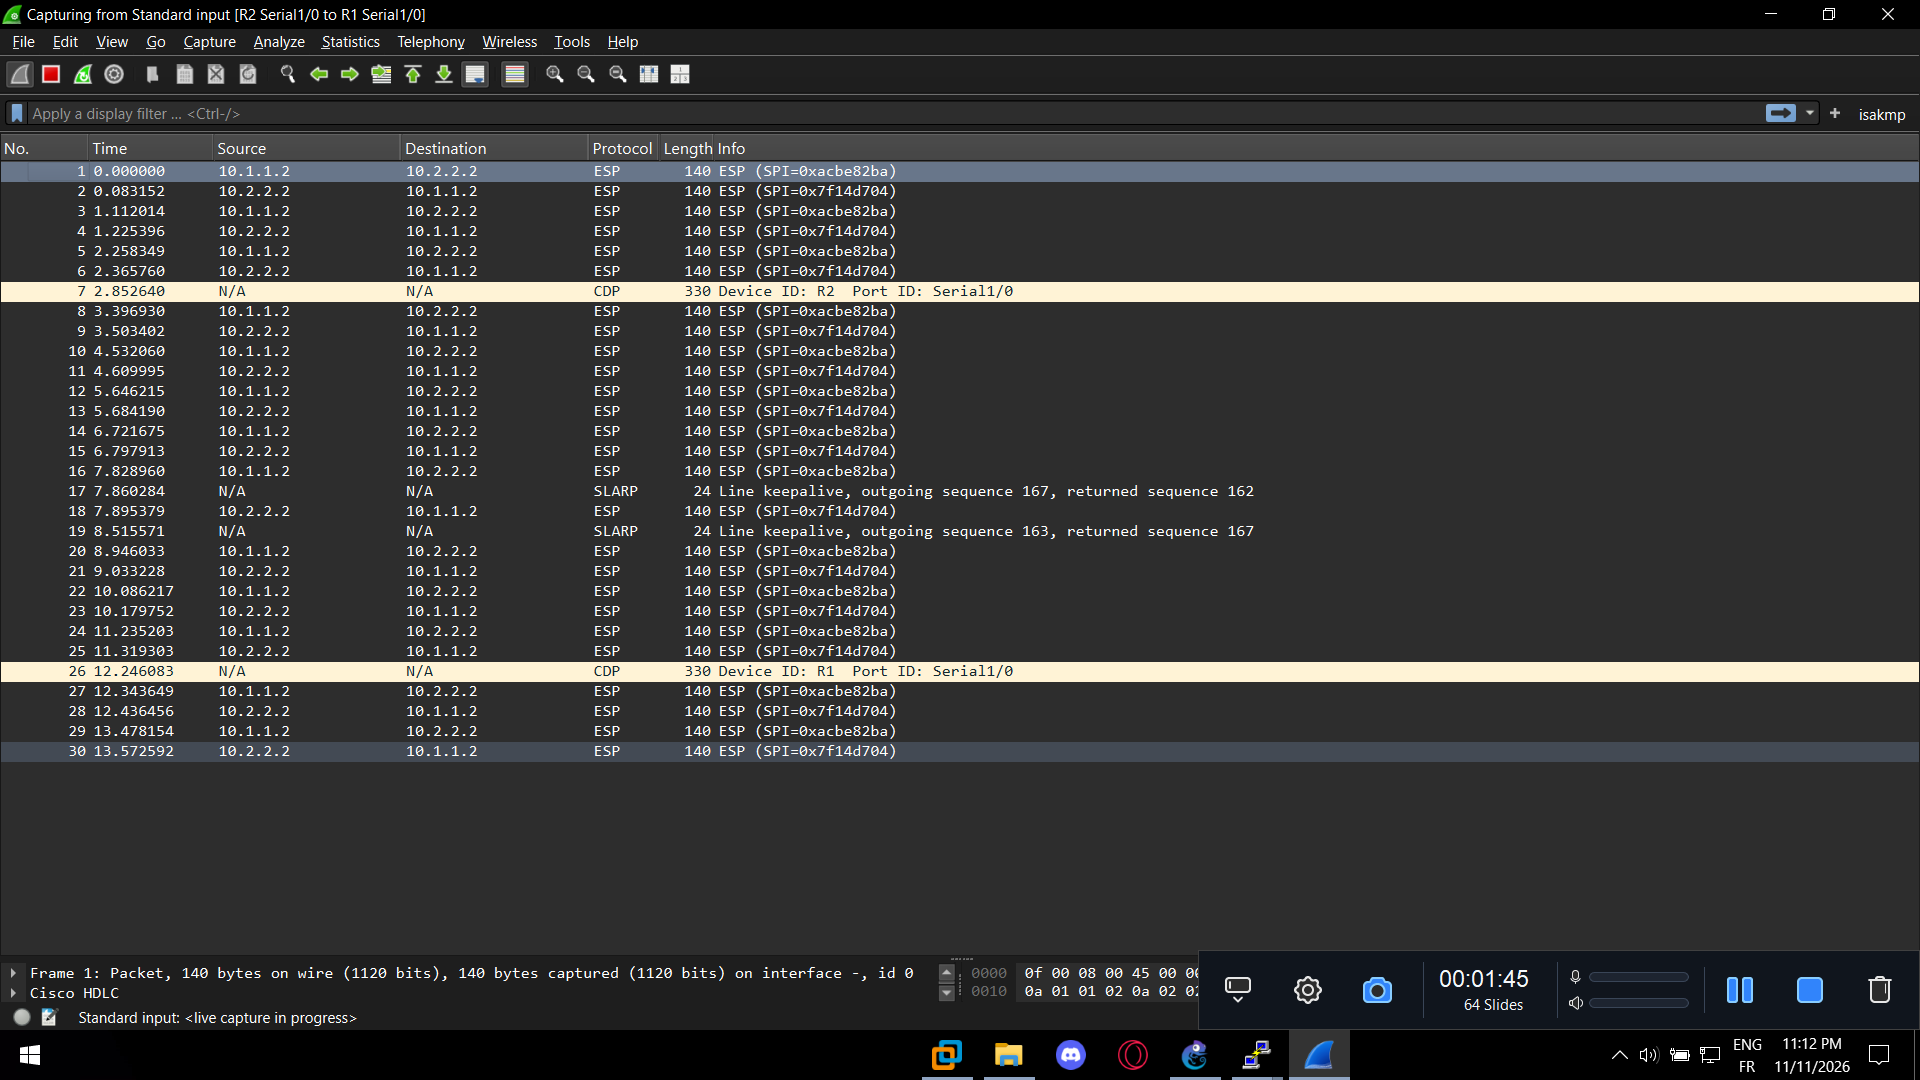 Capturing from Standard input [R2 Serial1/0 to R1 Serial1/0]
File Edit View Go Capture Analyze Statistics Telephony Wireless Tools Help
Apply a display filter ... <Ctrl-/>
isakmp
No. Time Source Destination Protocol Length Info
1 0.000000 10.1.1.2 10.2.2.2 ESP 140 ESP (SPI=0xacbe82ba)
2 0.083152 10.2.2.2 10.1.1.2 ESP 140 ESP (SPI=0x7f14d704)
3 1.112014 10.1.1.2 10.2.2.2 ESP 140 ESP (SPI=0xacbe82ba)
4 1.225396 10.2.2.2 10.1.1.2 ESP 140 ESP (SPI=0x7f14d704)
5 2.258349 10.1.1.2 10.2.2.2 ESP 140 ESP (SPI=0xacbe82ba)
6 2.365760 10.2.2.2 10.1.1.2 ESP 140 ESP (SPI=0x7f14d704)
7 2.852640 N/A N/A CDP 330 Device ID: R2 Port ID: Serial1/0
8 3.396930 10.1.1.2 10.2.2.2 ESP 140 ESP (SPI=0xacbe82ba)
9 3.503402 10.2.2.2 10.1.1.2 ESP 140 ESP (SPI=0x7f14d704)
10 4.532060 10.1.1.2 10.2.2.2 ESP 140 ESP (SPI=0xacbe82ba)
11 4.609995 10.2.2.2 10.1.1.2 ESP 140 ESP (SPI=0x7f14d704)
12 5.646215 10.1.1.2 10.2.2.2 ESP 140 ESP (SPI=0xacbe82ba)
13 5.684190 10.2.2.2 10.1.1.2 ESP 140 ESP (SPI=0x7f14d704)
14 6.721675 10.1.1.2 10.2.2.2 ESP 140 ESP (SPI=0xacbe82ba)
15 6.797913 10.2.2.2 10.1.1.2 ESP 140 ESP (SPI=0x7f14d704)
16 7.828960 10.1.1.2 10.2.2.2 ESP 140 ESP (SPI=0xacbe82ba)
17 7.860284 N/A N/A SLARP 24 Line keepalive, outgoing sequence 167, returned sequence 162
18 7.895379 10.2.2.2 10.1.1.2 ESP 140 ESP (SPI=0x7f14d704)
19 8.515571 N/A N/A SLARP 24 Line keepalive, outgoing sequence 163, returned sequence 167
20 8.946033 10.1.1.2 10.2.2.2 ESP 140 ESP (SPI=0xacbe82ba)
21 9.033228 10.2.2.2 10.1.1.2 ESP 140 ESP (SPI=0x7f14d704)
22 10.086217 10.1.1.2 10.2.2.2 ESP 140 ESP (SPI=0xacbe82ba)
23 10.179752 10.2.2.2 10.1.1.2 ESP 140 ESP (SPI=0x7f14d704)
24 11.235203 10.1.1.2 10.2.2.2 ESP 140 ESP (SPI=0xacbe82ba)
25 11.319303 10.2.2.2 10.1.1.2 ESP 140 ESP (SPI=0x7f14d704)
26 12.246083 N/A N/A CDP 330 Device ID: R1 Port ID: Serial1/0
27 12.343649 10.1.1.2 10.2.2.2 ESP 140 ESP (SPI=0xacbe82ba)
28 12.436456 10.2.2.2 10.1.1.2 ESP 140 ESP (SPI=0x7f14d704)
29 13.478154 10.1.1.2 10.2.2.2 ESP 140 ESP (SPI=0xacbe82ba)
30 13.572592 10.2.2.2 10.1.1.2 ESP 140 ESP (SPI=0x7f14d704)
Frame 1: Packet, 140 bytes on wire (1120 bits), 140 bytes captured (1120 bits) on interface -, id 0
Cisco HDLC
0000 0f 00 08 00 45 00 00
0010 0a 01 01 02 0a 02 02
00:01:45
64 Slides
Standard input: <live capture in progress>
ENG
FR
11:12 PM
11/11/2026